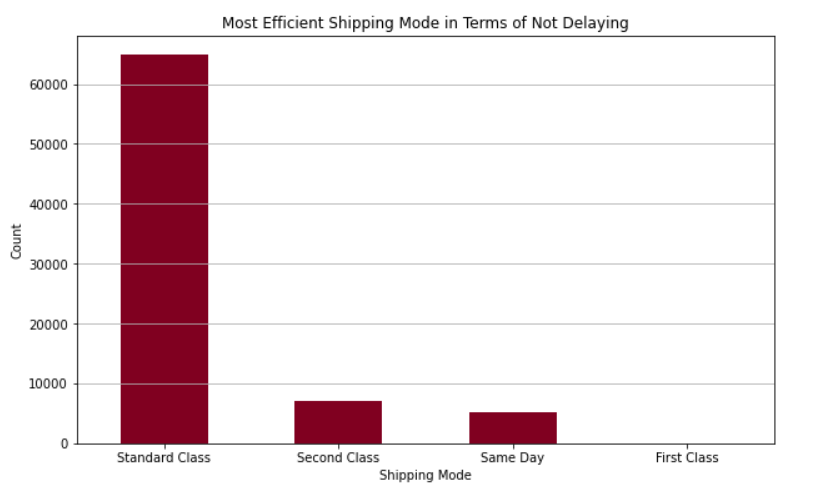 Most Efficient Shipping Mode in Terms of Not Delaying
60000
50000
40000
30000
20000
10000
0
Count
Standard Class
Second Class
Same Day
First Class
Shipping Mode